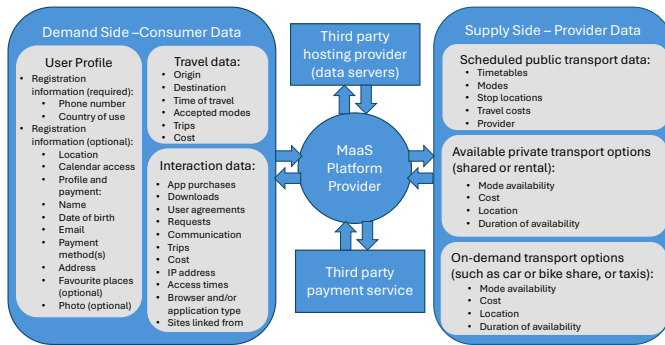 Demand Side –Consumer Data
User Profile
• Registration
information (required):
• Phone number
• Country of use
• Registration
information (optional):
• Location
• Calendar access
• Profile and
payment:
• Name
• Date of birth
• Email
• Payment
method(s)
• Address
• Favourite places
(optional)
• Photo (optional)
Travel data:
• Origin
• Destination
• Time of travel
• Accepted modes
• Trips
• Cost
Interaction data:
• App purchases
• Downloads
• User agreements
• Requests
• Communication
• Trips
• Cost
• IP address
• Access times
• Browser and/or
application type
• Sites linked from
Third party
hosting provider
(data servers)
MaaS
Platform
Provider
Third party
payment service
Supply Side – Provider Data
Scheduled public transport data:
• Timetables
• Modes
• Stop locations
• Travel costs
• Provider
Available private transport options
(shared or rental)
• Mode availability
• Cost
• Location
• Duration of availability
On-demand transport options
(such as car or bike share, or taxis):
• Mode availability
• Cost
• Location
• Duration of availability